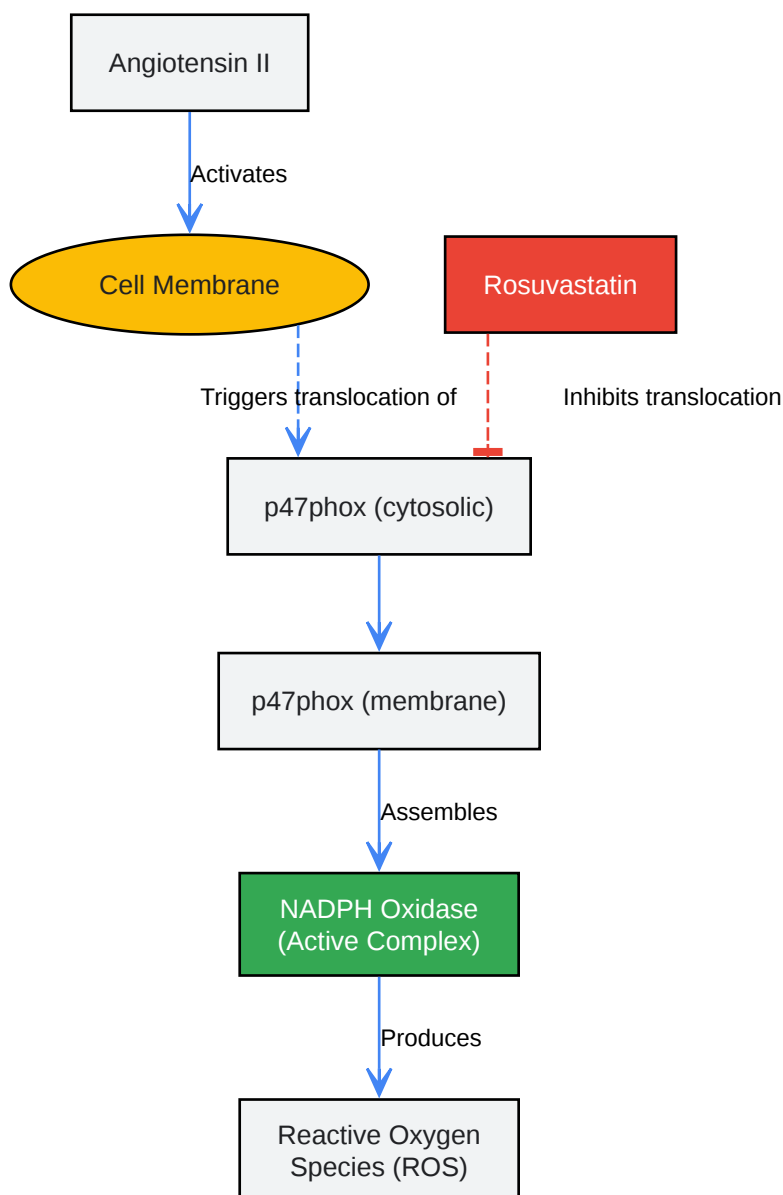 Angiotensin II
Activates
Cell Membrane
Rosuvastatin
Triggers translocation of
Inhibits translocation
p47phox (cytosolic)
p47phox (membrane)
Assembles
NADPH Oxidase
(Active Complex)
Produces
Reactive Oxygen
Species (ROS)